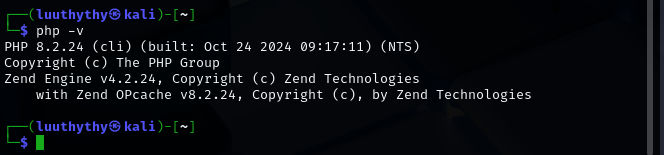 ┌──(luuthythy㉿kali)-[~]
└─$ php -v
PHP 8.2.24 (cli) (built: Oct 24 2024 09:17:11) (NTS)
Copyright (c) The PHP Group
Zend Engine v4.2.24, Copyright (c) Zend Technologies
    with Zend OPcache v8.2.24, Copyright (c), by Zend Technologies
┌──(luuthythy㉿kali)-[~]
└─$